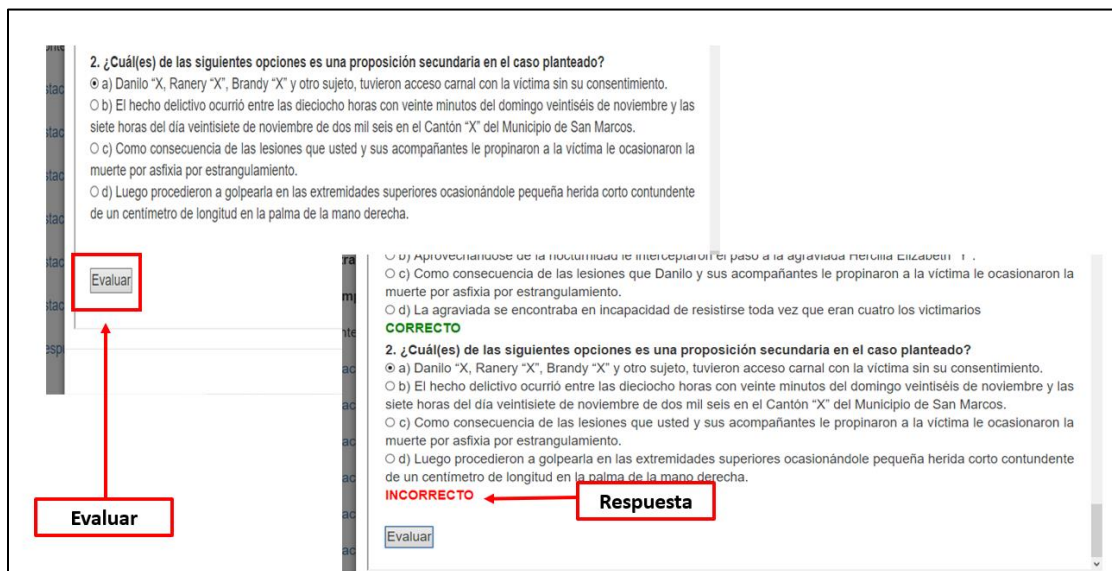 2. ¿Cuál(es) de las siguientes opciones es una proposición secundaria en el caso planteado?
a) Danilo “X, Ranery “X”, Brandy “X” y otro sujeto, tuvieron acceso carnal con la víctima sin su consentimiento.
b) El hecho delictivo ocurrió entre las dieciocho horas con veinte minutos del domingo veintiséis de noviembre y las
siete horas del día veintisiete de noviembre de dos mil seis en el Cantón “X” del Municipio de San Marcos.
c) Como consecuencia de las lesiones que usted y sus acompañantes le propinaron a la víctima le ocasionaron la
muerte por asfixia por estrangulamiento.
d) Luego procedieron a golpearla en las extremidades superiores ocasionándole pequeña herida corto contundente
de un centímetro de longitud en la palma de la mano derecha.
Evaluar
Evaluar
b) Aprovechándose de la nocturnidad le interceptaron el paso a la agraviada Hercilia Elizabeth “Y”.
c) Como consecuencia de las lesiones que Danilo y sus acompañantes le propinaron a la víctima le ocasionaron la
muerte por asfixia por estrangulamiento.
d) La agraviada se encontraba en incapacidad de resistirse toda vez que eran cuatro los victimarios
CORRECTO
2. ¿Cuál(es) de las siguientes opciones es una proposición secundaria en el caso planteado?
a) Danilo “X, Ranery “X”, Brandy “X” y otro sujeto, tuvieron acceso carnal con la víctima sin su consentimiento.
b) El hecho delictivo ocurrió entre las dieciocho horas con veinte minutos del domingo veintiséis de noviembre y las
siete horas del día veintisiete de noviembre de dos mil seis en el Cantón “X” del Municipio de San Marcos.
c) Como consecuencia de las lesiones que usted y sus acompañantes le propinaron a la víctima le ocasionaron la
muerte por asfixia por estrangulamiento.
d) Luego procedieron a golpearla en las extremidades superiores ocasionándole pequeña herida corto contundente
de un centímetro de longitud en la palma de la mano derecha.
INCORRECTO
Respuesta
Evaluar